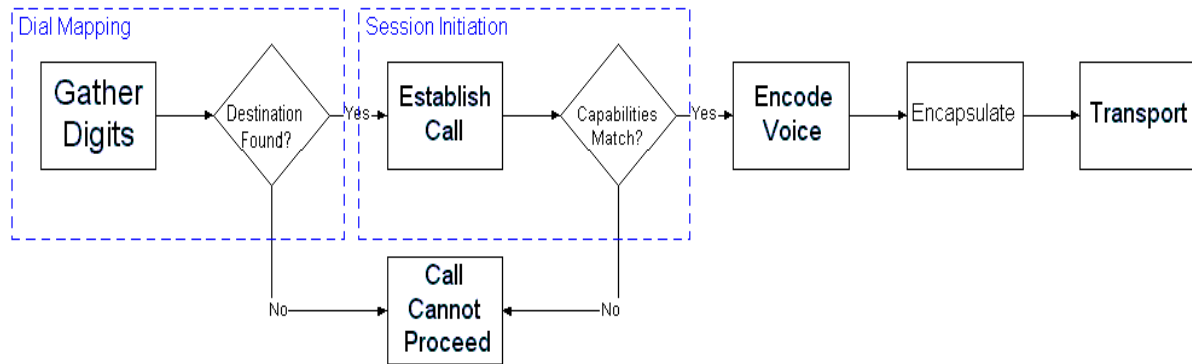 Dial Mapping
Session Initiation
Gather
Digits
Destination
Found?
Yes
Establish
Call
Capabilities
Match?
Yes
Encode
Voice
Encapsulate
Transport
No
Call
Cannot
Proceed
No